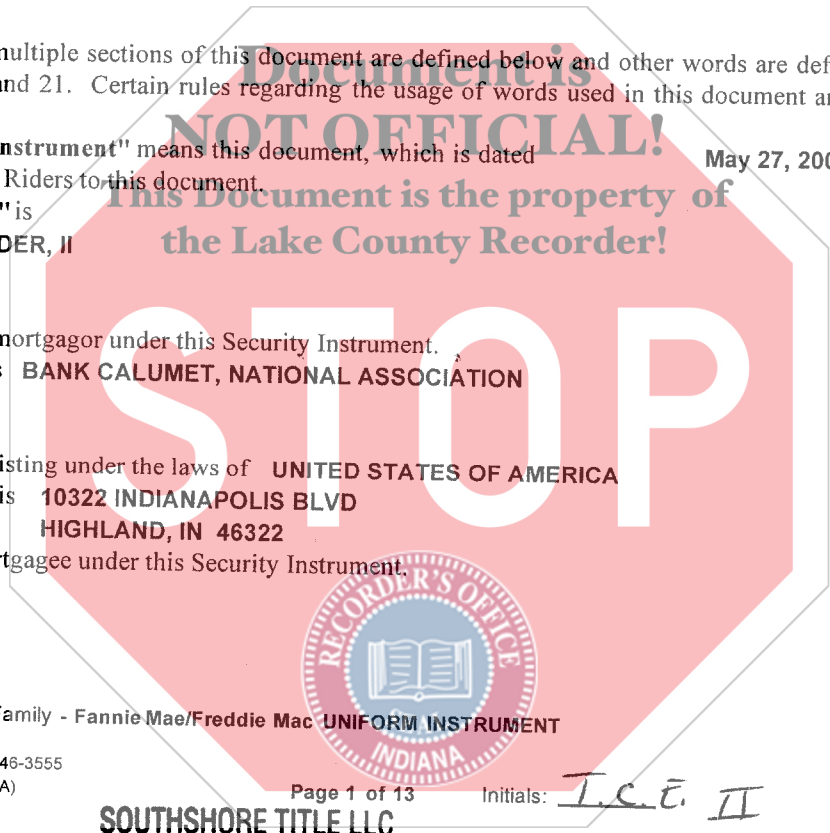 multiple sections of this document are defined below and other words are def
and 21. Certain rules regarding the usage of words used in this document ar
Document is
NOT OFFICIAL!
nstrument" means this document, which is dated May 27, 200
Riders to this document.
This Document is the property of
" is
DER, II
the Lake County Recorder!
mortgagor under this Security Instrument.
s BANK CALUMET, NATIONAL ASSOCIATION
STOP
isting under the laws of UNITED STATES OF AMERICA
is 10322 INDIANAPOLIS BLVD
HIGHLAND, IN 46322
rtgagee under this Security Instrument.
RECORDER'S OFFICE
SEAL
INDIANA
amily - Fannie Mae/Freddie Mac UNIFORM INSTRUMENT
46-3555
A)
Page 1 of 13 Initials: I.C.E. II
SOUTHSHORE TITLE LLC